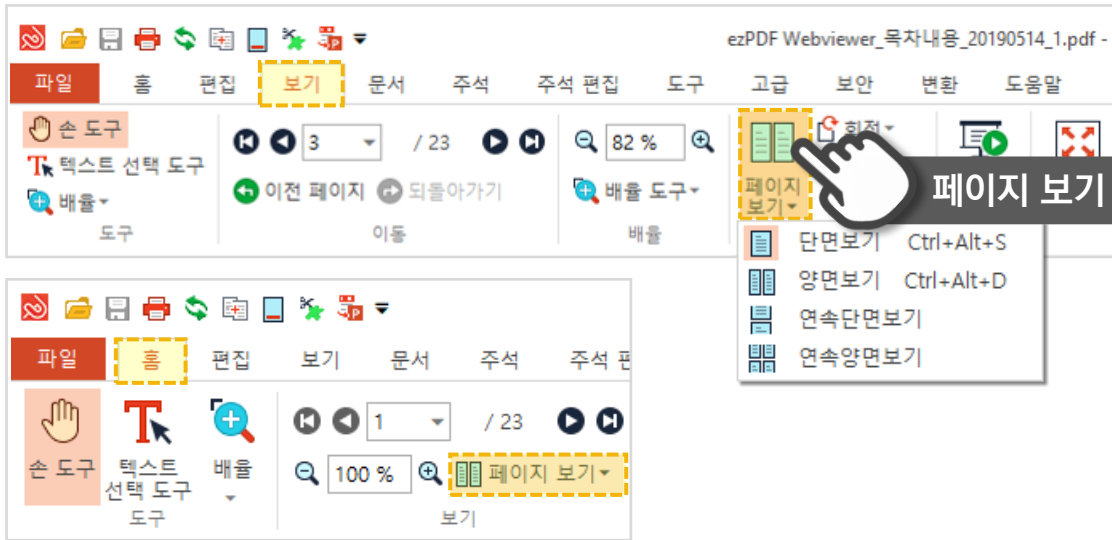 ezPDF Webviewer_목차내용_20190514_1.pdf -
파일 홈 편집 보기 문서 주석 주석 편집 도구 고급 보안 변환 도움말
손 도구
텍스트 선택 도구
배율
도구
3 / 23
이전 페이지 되돌아가기
이동
82 %
배율 도구
배율
페이지
보기
회전
페이지 보기
단면보기 Ctrl+Alt+S
양면보기 Ctrl+Alt+D
연속단면보기
연속양면보기
파일 홈 편집 보기 문서 주석 주석
손 도구
텍스트
선택 도구
배율
도구
1 / 23
100 % 페이지 보기
보기